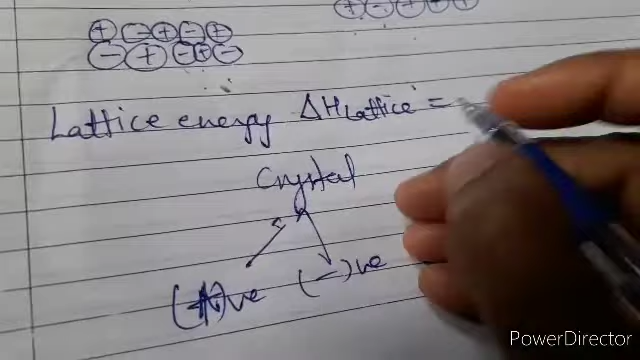 + - + - +
+ - + +
- + - + -
Lattice energy ΔHLattice =
Crystal
(+)ve (-)ve
PowerDirector